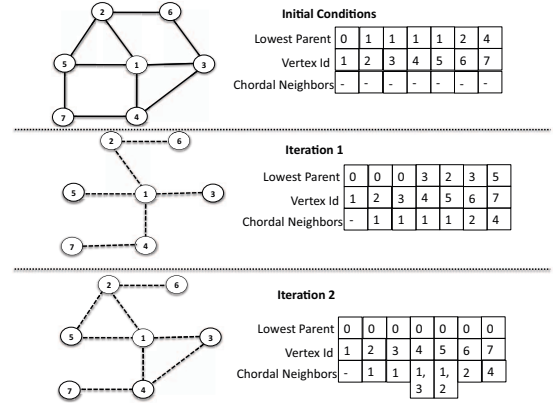 2 6
Initial Conditions
Lowest Parent 0 1 1 1 1 2 4
5 1 3
Vertex Id 1 2 3 4 5 6 7
Chordal Neighbors - - - - - - -
7 4
2 6
Iteration 1
Lowest Parent 0 0 0 3 2 3 5
5 1 3
Vertex Id 1 2 3 4 5 6 7
Chordal Neighbors - 1 1 1 1 2 4
7 4
2 6
Iteration 2
Lowest Parent 0 0 0 0 0 0 0
5 1 3
Vertex Id 1 2 3 4 5 6 7
Chordal Neighbors - 1 1 1, 1, 2 4
3 2
7 4